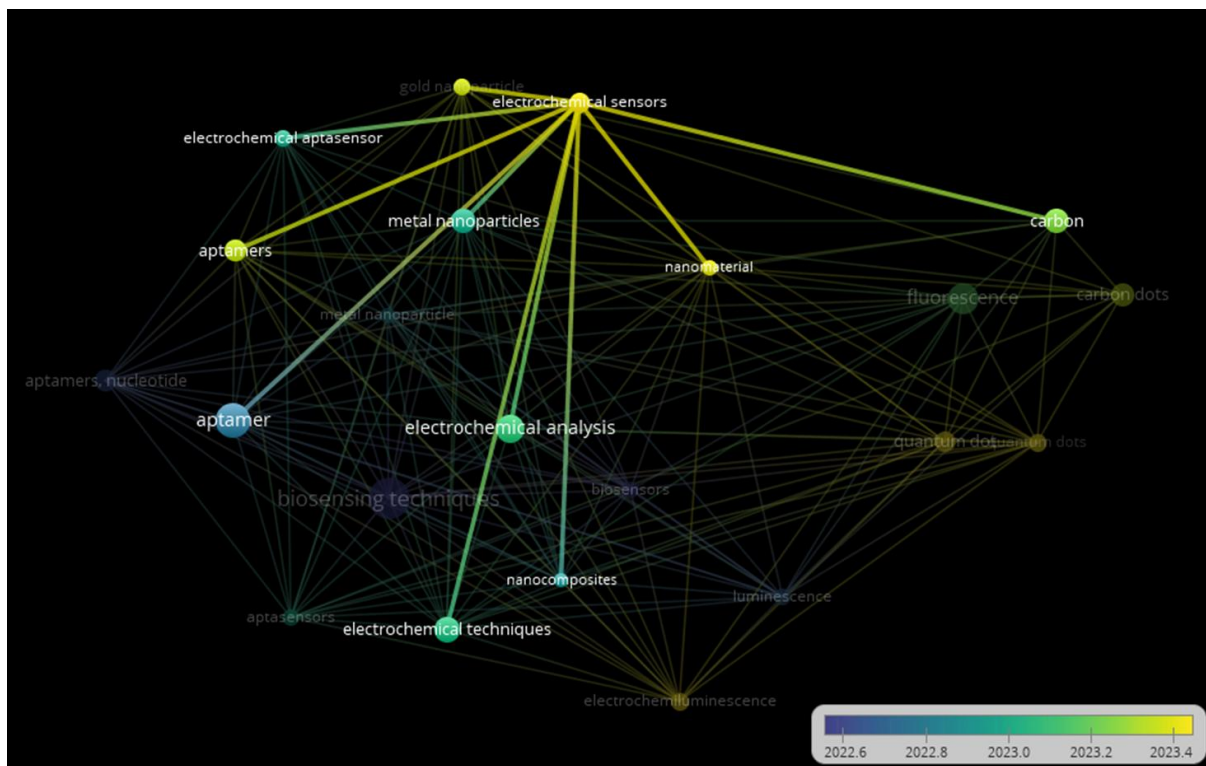 gold nanoparticle
electrochemical sensors
electrochemical aptasensor
metal nanoparticles
carbon
aptamers
nanomaterial
fluorescence
carbon dots
metal nanoparticle
aptamers, nucleotide
aptamer
electrochemical analysis
quantum dot
quantum dots
biosensing techniques
biosensors
nanocomposites
luminescence
aptasensors
electrochemical techniques
electrochemiluminescence
2022.6 2022.8 2023.0 2023.2 2023.4